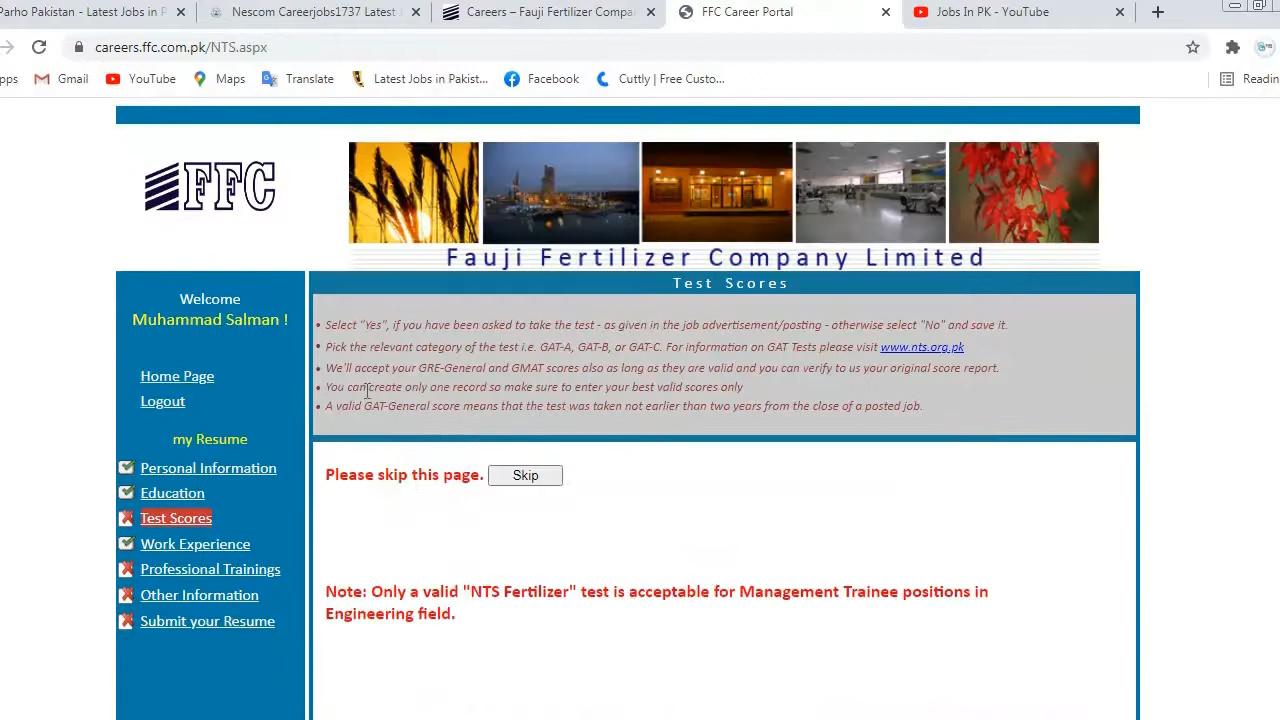 Parho Pakistan - Latest Jobs in P
Nescom Careerjobs1737 Latest J
Careers – Fauji Fertilizer Compa
FFC Career Portal
Jobs In PK - YouTube
careers.ffc.com.pk/NTS.aspx
pps
Gmail
YouTube
Maps
Translate
Latest Jobs in Pakist...
Facebook
Cuttly | Free Custo...
Readin
FFC
Fauji Fertilizer Company Limited
Welcome
Muhammad Salman !
Home Page
Logout
my Resume
Personal Information
Education
Test Scores
Work Experience
Professional Trainings
Other Information
Submit your Resume
Test Scores
• Select "Yes", if you have been asked to take the test - as given in the job advertisement/posting - otherwise select "No" and save it.
• Pick the relevant category of the test i.e. GAT-A, GAT-B, or GAT-C. For information on GAT Tests please visit www.nts.org.pk
• We'll accept your GRE-General and GMAT scores also as long as they are valid and you can verify to us your original score report.
• You can create only one record so make sure to enter your best valid scores only
• A valid GAT-General score means that the test was taken not earlier than two years from the close of a posted job.
Please skip this page. Skip
Note: Only a valid "NTS Fertilizer" test is acceptable for Management Trainee positions in
Engineering field.